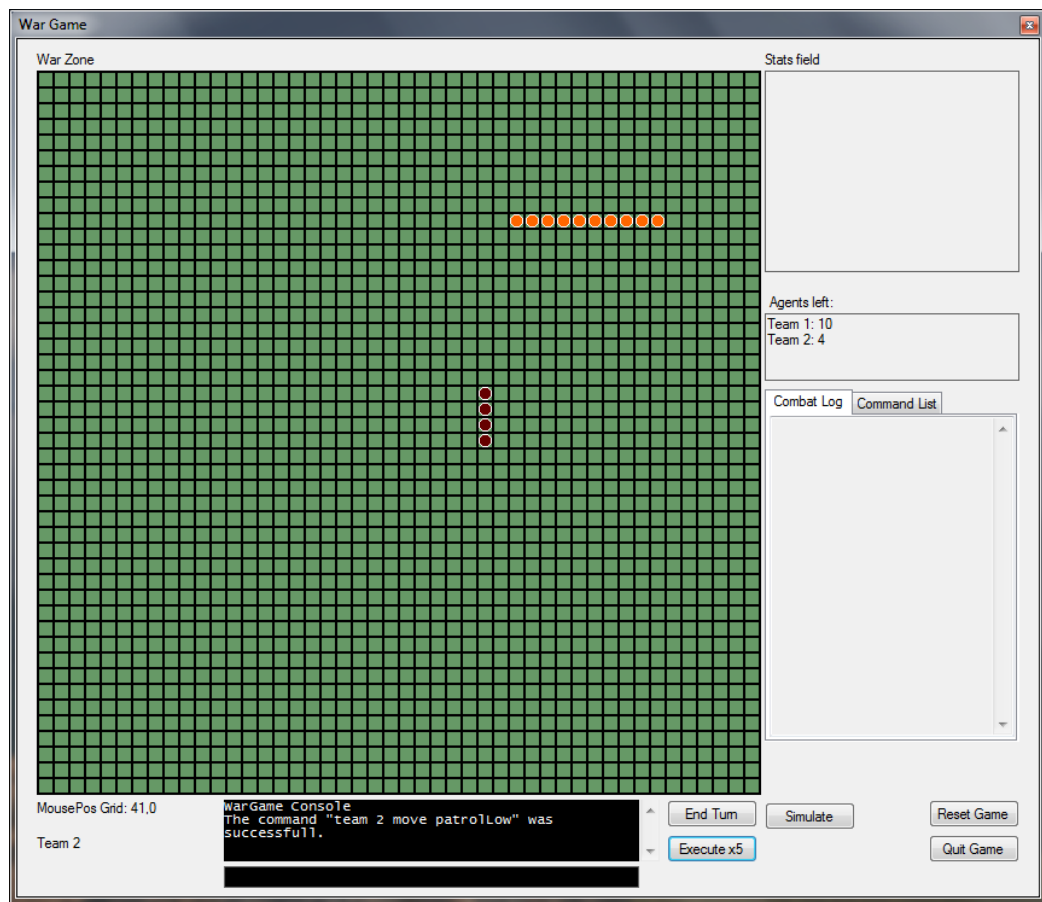 War Game
War Zone
Stats field
Agents left:
Team 1: 10
Team 2: 4
Combat Log
Command List
MousePos Grid: 41,0
Team 2
WarGame Console
The command "team 2 move patrolLow" was
successfull.
End Turn
Execute x5
Simulate
Reset Game
Quit Game